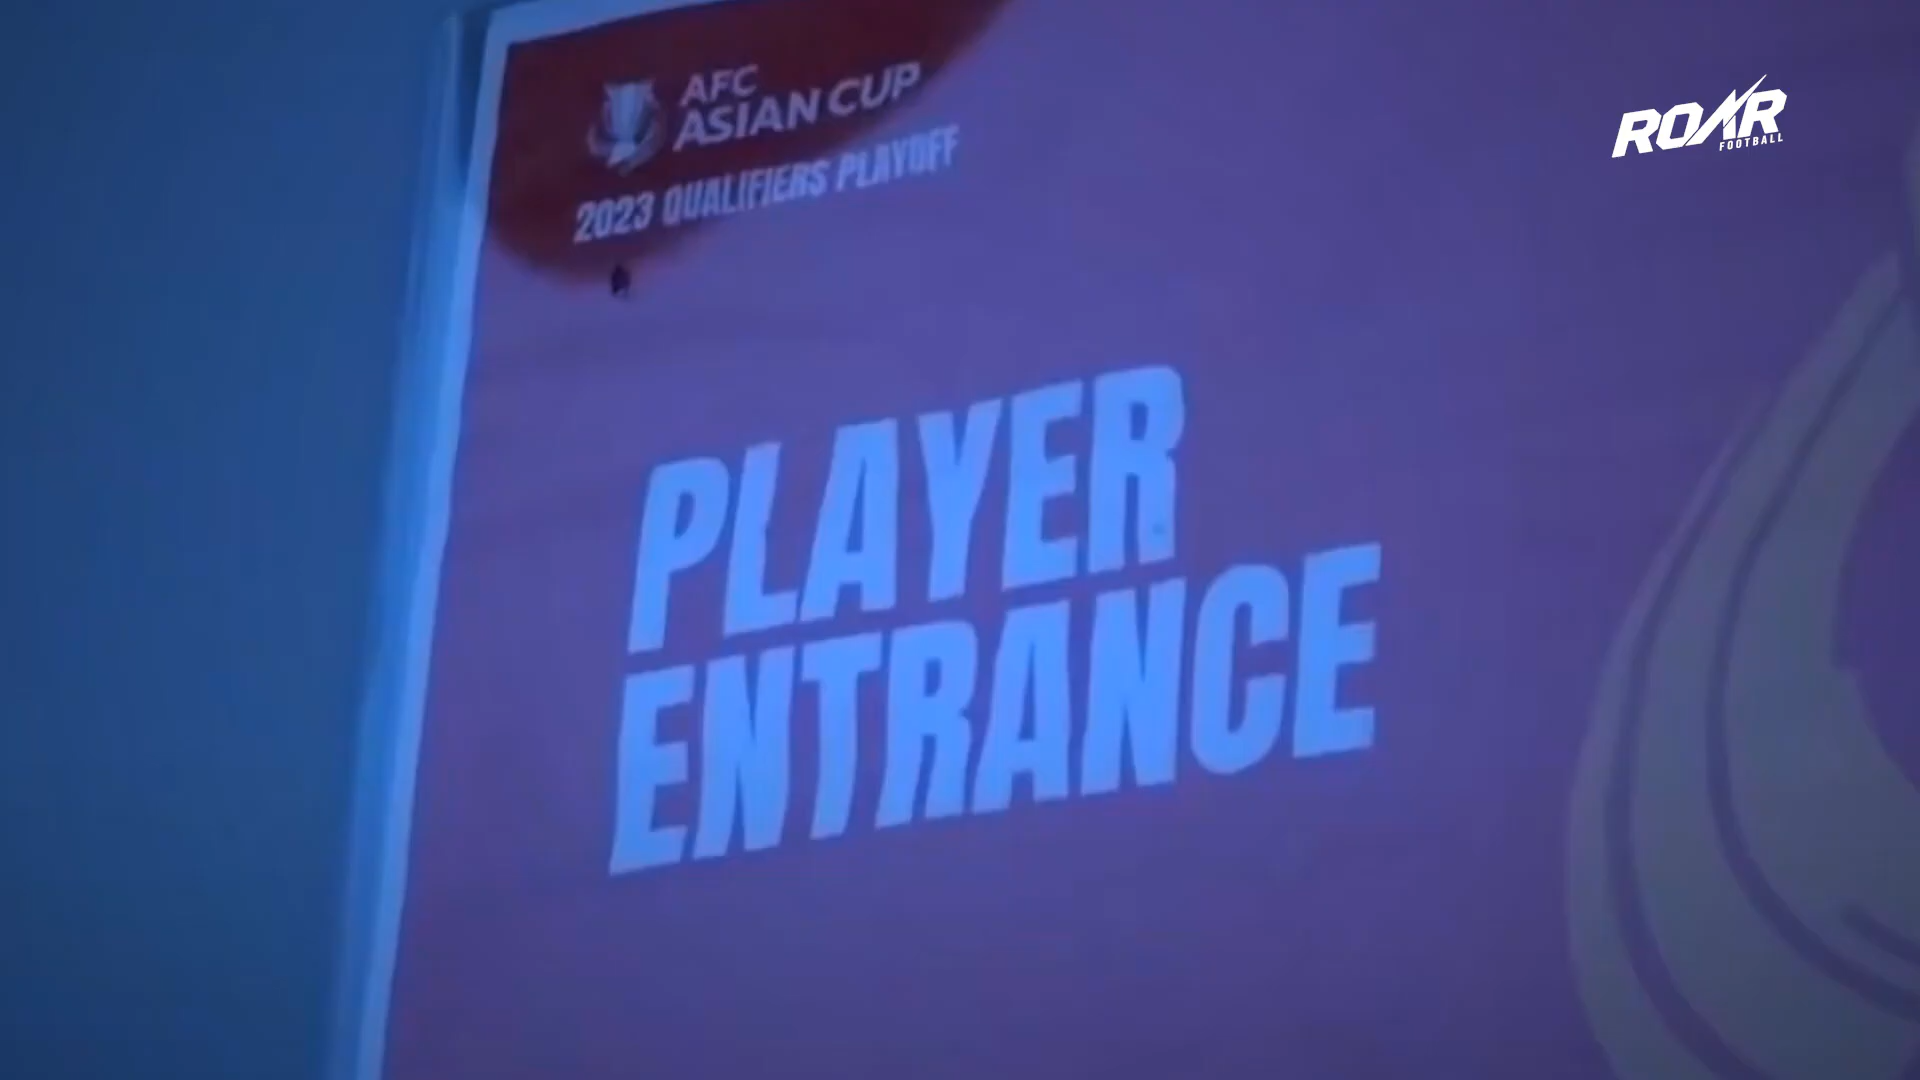 AFC
ASIAN CUP
2023 QUALIFIERS PLAYOFF
ROAR
FOOTBALL
PLAYER
ENTRANCE